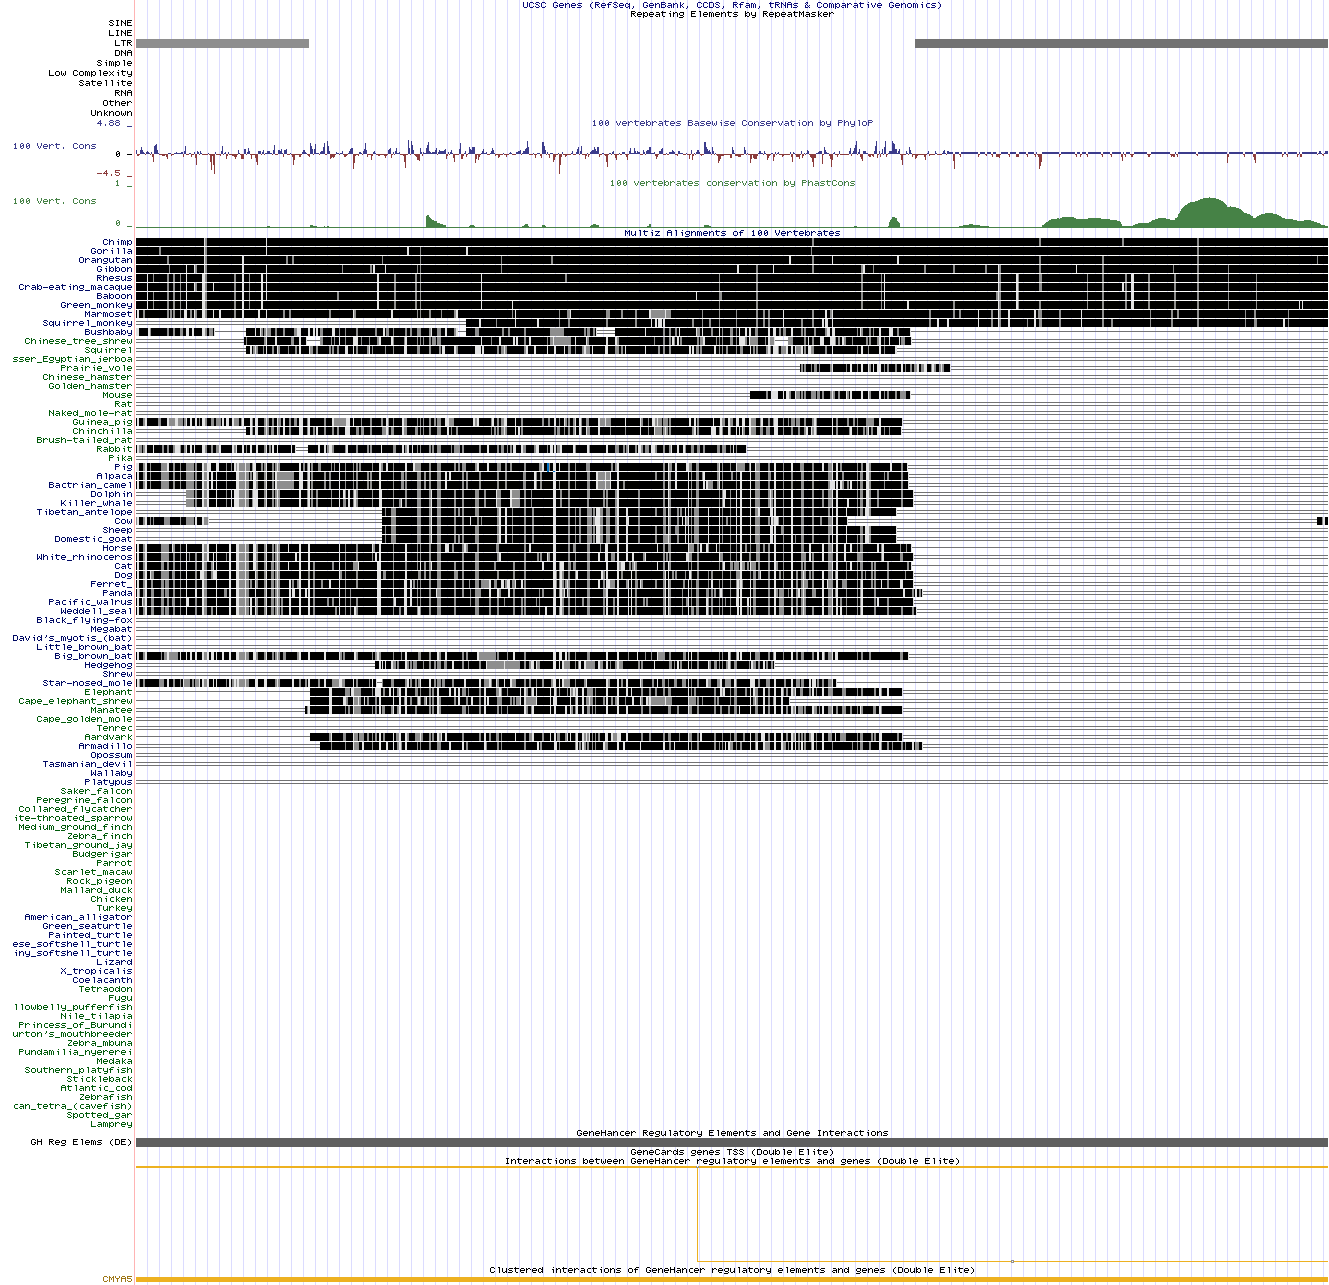 UCSC Genes (RefSeq, GenBank, CCDS, Rfam, tRNAs & Comparative Genomics)
Repeating Elements by RepeatMasker
SINE
LINE
LTR
DNA
Simple
Low Complexity
Satellite
RNA
Other
Unknown
4.88 _
100 vertebrates Basewise Conservation by PhyloP
100 Vert. Cons
0 _
-4.5 _
1 _
100 vertebrates conservation by PhastCons
100 Vert. Cons
0 _
Multiz Alignments of 100 Vertebrates
Chimp
Gorilla
Orangutan
Gibbon
Rhesus
Crab-eating_macaque
Baboon
Green_monkey
Marmoset
Squirrel_monkey
Bushbaby
Chinese_tree_shrew
Squirrel
sser_Egyptian_jerboa
Prairie_vole
Chinese_hamster
Golden_hamster
Mouse
Rat
Naked_mole-rat
Guinea_pig
Chinchilla
Brush-tailed_rat
Rabbit
Pika
Pig
Alpaca
Bactrian_camel
Dolphin
Killer_whale
Tibetan_antelope
Cow
Sheep
Domestic_goat
Horse
White_rhinoceros
Cat
Dog
Ferret_
Panda
Pacific_walrus
Weddell_seal
Black_flying-fox
Megabat
David's_myotis_(bat)
Little_brown_bat
Big_brown_bat
Hedgehog
Shrew
Star-nosed_mole
Elephant
Cape_elephant_shrew
Manatee
Cape_golden_mole
Tenrec
Aardvark
Armadillo
Opossum
Tasmanian_devil
Wallaby
Platypus
Saker_falcon
Peregrine_falcon
Collared_flycatcher
ite-throated_sparrow
Medium_ground_finch
Zebra_finch
Tibetan_ground_jay
Budgerigar
Parrot
Scarlet_macaw
Rock_pigeon
Mallard_duck
Chicken
Turkey
American_alligator
Green_seaturtle
Painted_turtle
ese_softshell_turtle
iny_softshell_turtle
Lizard
X_tropicalis
Coelacanth
Tetraodon
Fugu
llowbelly_pufferfish
Nile_tilapia
Princess_of_Burundi
urton's_mouthbreeder
Zebra_mbuna
Pundamilia_nyererei
Medaka
Southern_platyfish
Stickleback
Atlantic_cod
Zebrafish
can_tetra_(cavefish)
Spotted_gar
Lamprey
GeneHancer Regulatory Elements and Gene Interactions
GH Reg Elems (DE)
GeneCards genes TSS (Double Elite)
Interactions between GeneHancer regulatory elements and genes (Double Elite)
Clustered interactions of GeneHancer regulatory elements and genes (Double Elite)
CMYA5